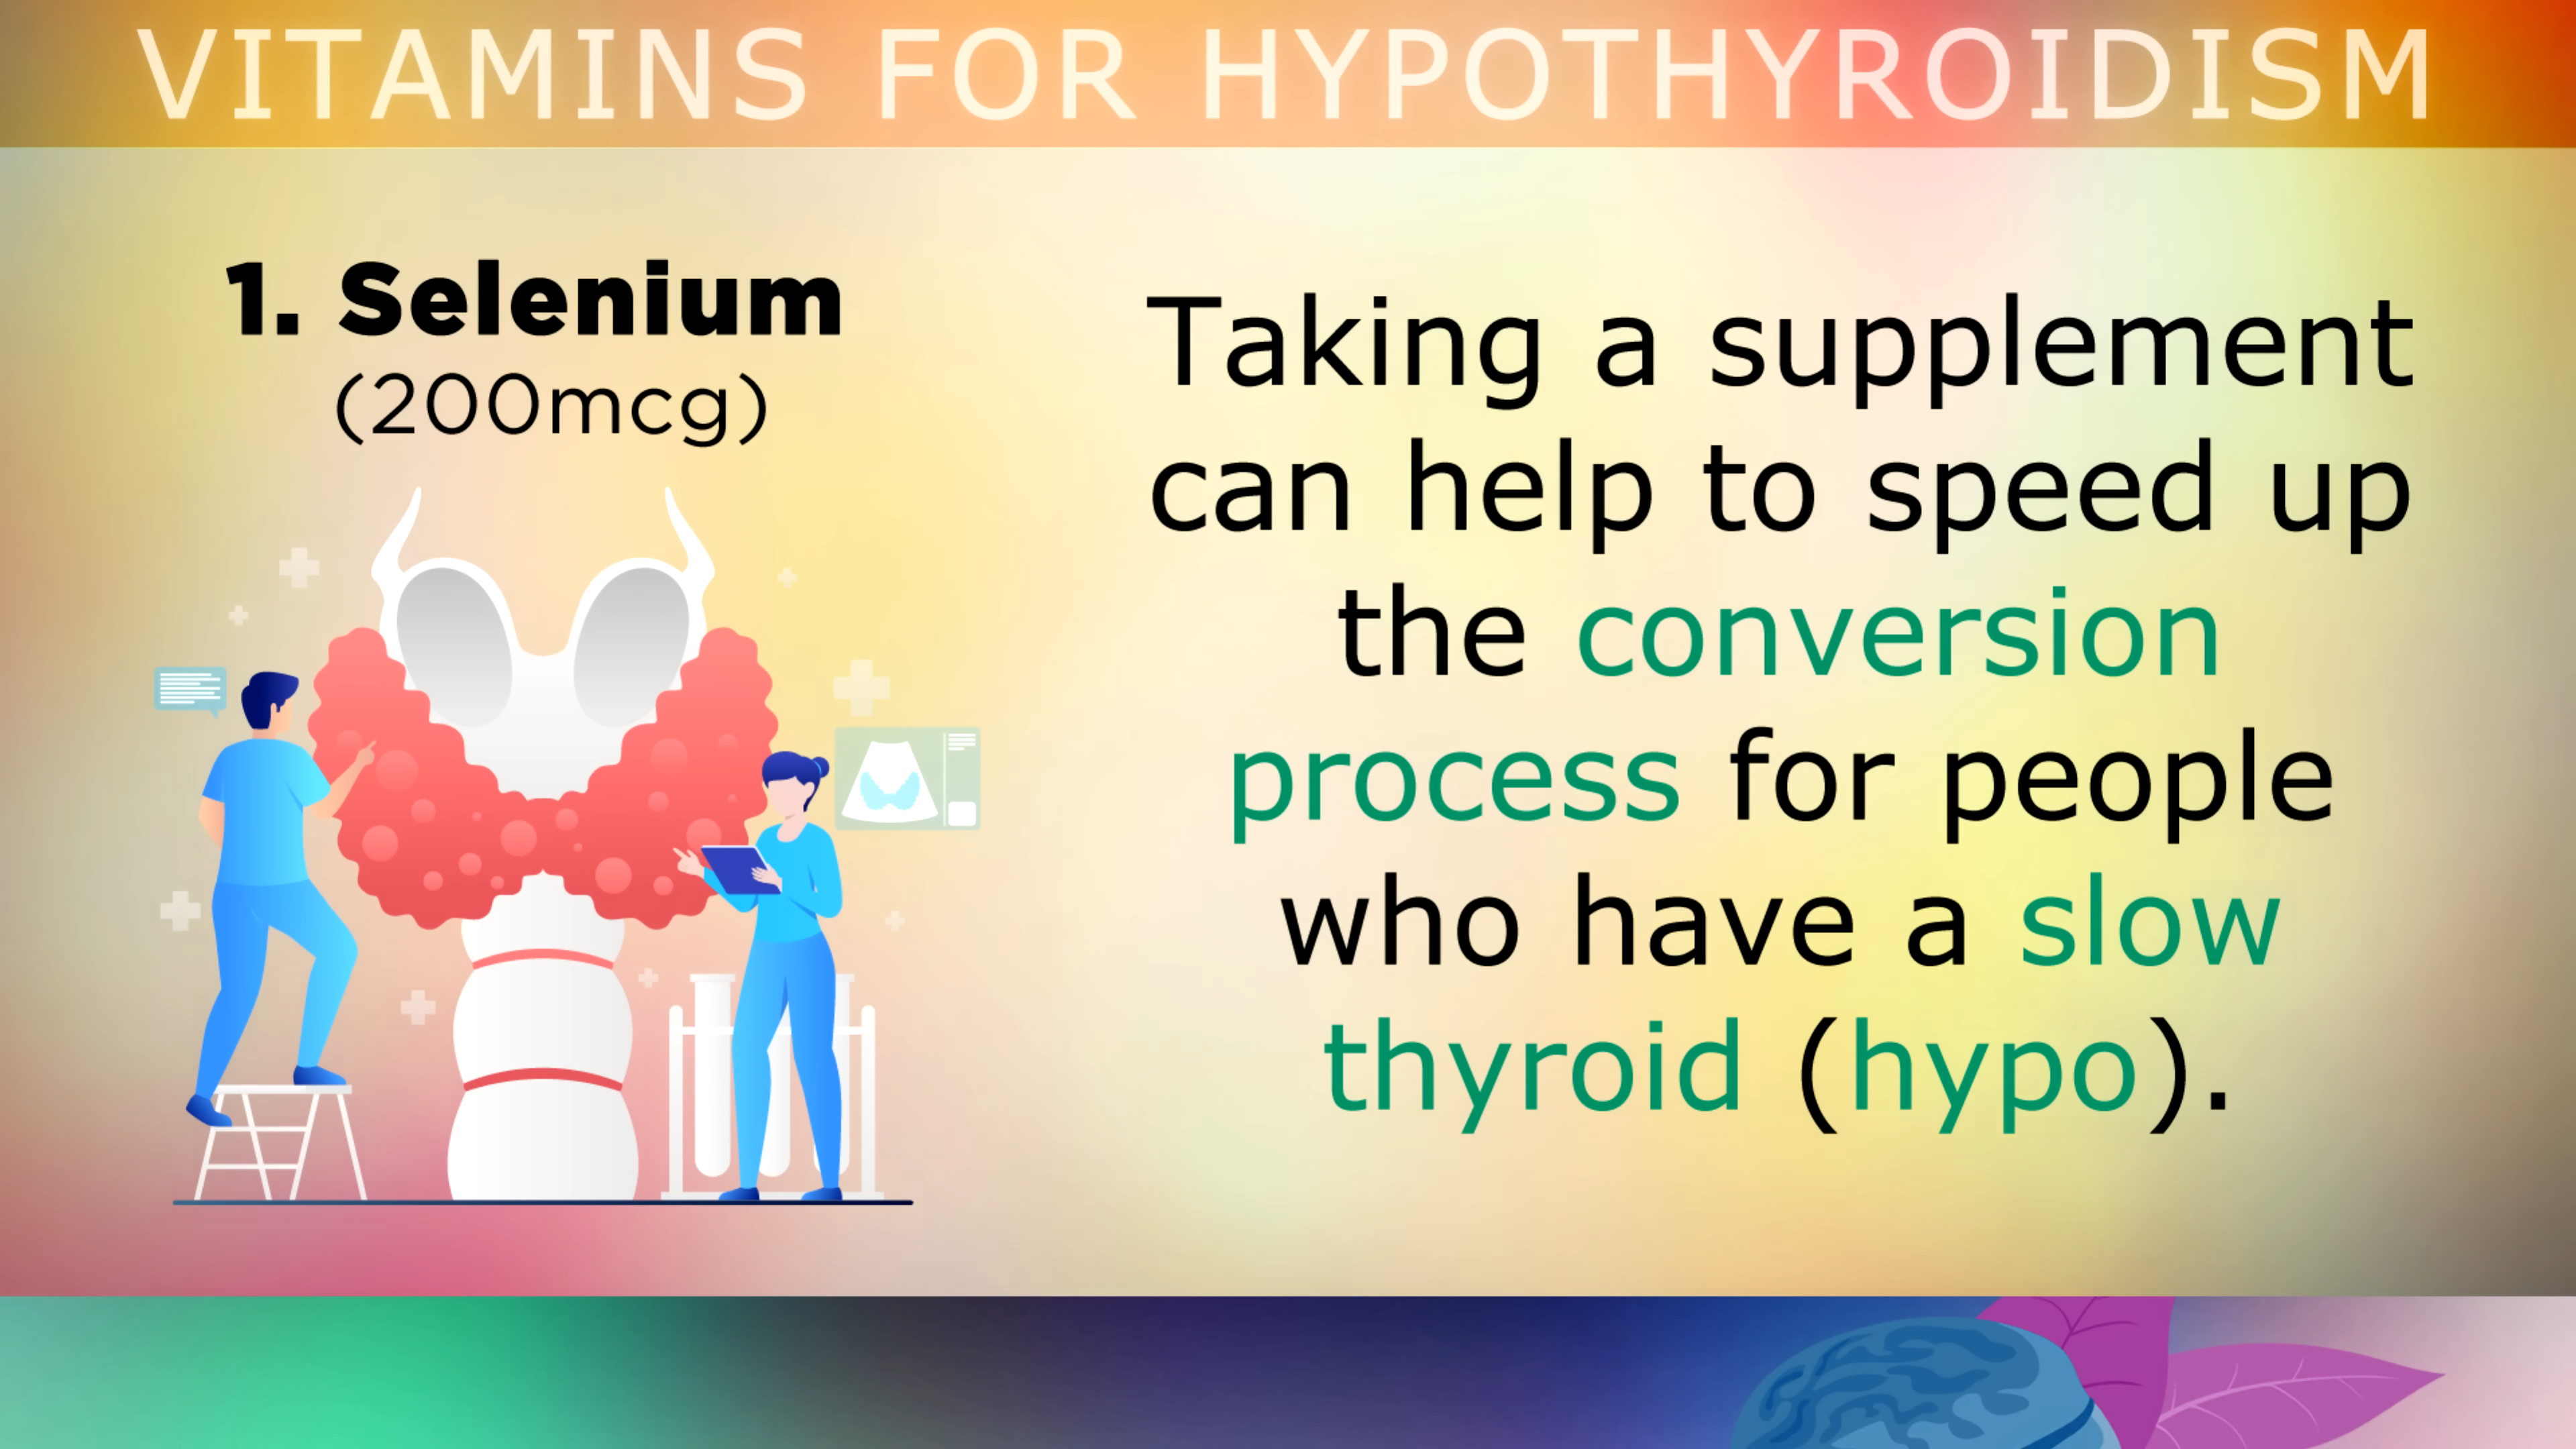 VITAMINS FOR HYPOTHYROIDISM
1. Selenium
(200mcg)
Taking a supplement
can help to speed up
the conversion
process for people
who have a slow
thyroid (hypo).